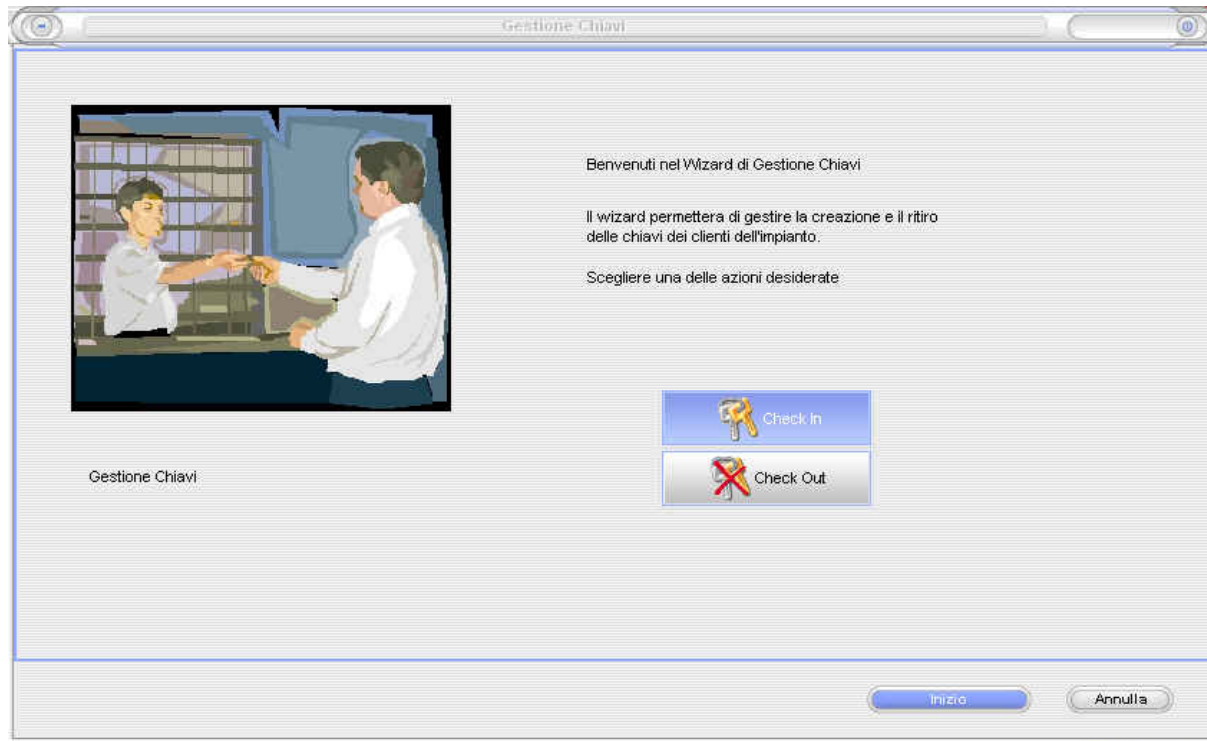 Gestione Chiavi
Benvenuti nel Wizard di Gestione Chiavi
Il wizard permettera di gestire la creazione e il ritiro
delle chiavi dei clienti dell'impianto.
Scegliere una delle azioni desiderate
Check In
Check Out
Gestione Chiavi
Inizio
Annulla